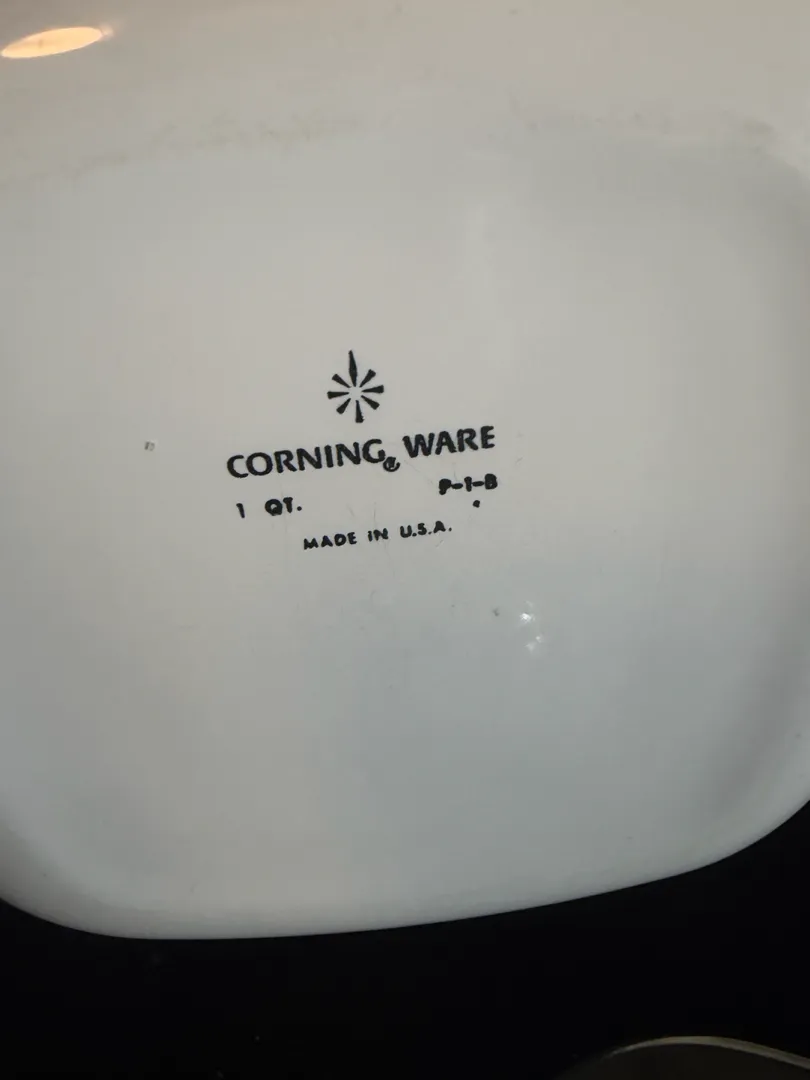 CORNING® WARE
1 QT. P-1-B
MADE IN U.S.A.